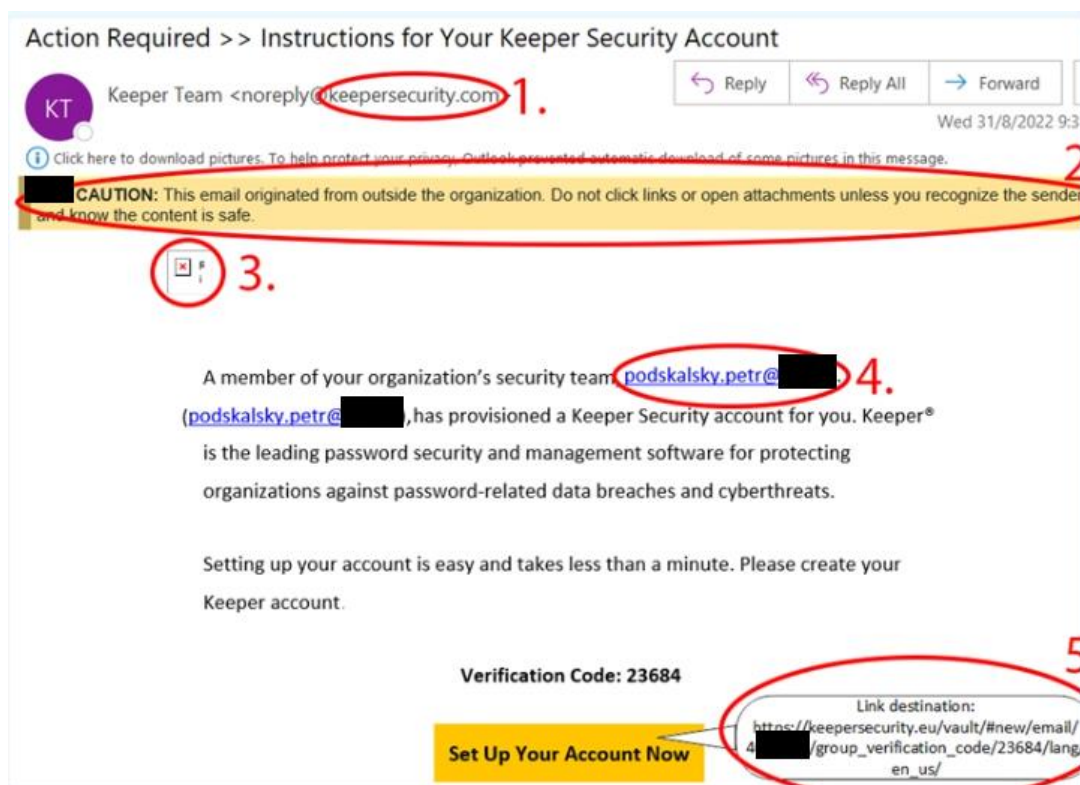 Action Required >> Instructions for Your Keeper Security Account
KT
Keeper Team <noreply@keepersecurity.com>
1.
Reply
Reply All
Forward
Wed 31/8/2022 9:3
Click here to download pictures. To help protect your privacy, Outlook prevented automatic download of some pictures in this message.
2
CAUTION: This email originated from outside the organization. Do not click links or open attachments unless you recognize the sender
and know the content is safe.
3.
A member of your organization's security team podskalsky.petr@
4.
(podskalsky.petr@ ),has provisioned a Keeper Security account for you. Keeper®
is the leading password security and management software for protecting
organizations against password-related data breaches and cyberthreats.
Setting up your account is easy and takes less than a minute. Please create your
Keeper account.
Verification Code: 23684
5
Set Up Your Account Now
Link destination:
https://keepersecurity.eu/vault/#new/email/
4 /group_verification_code/23684/lang/
en_us/